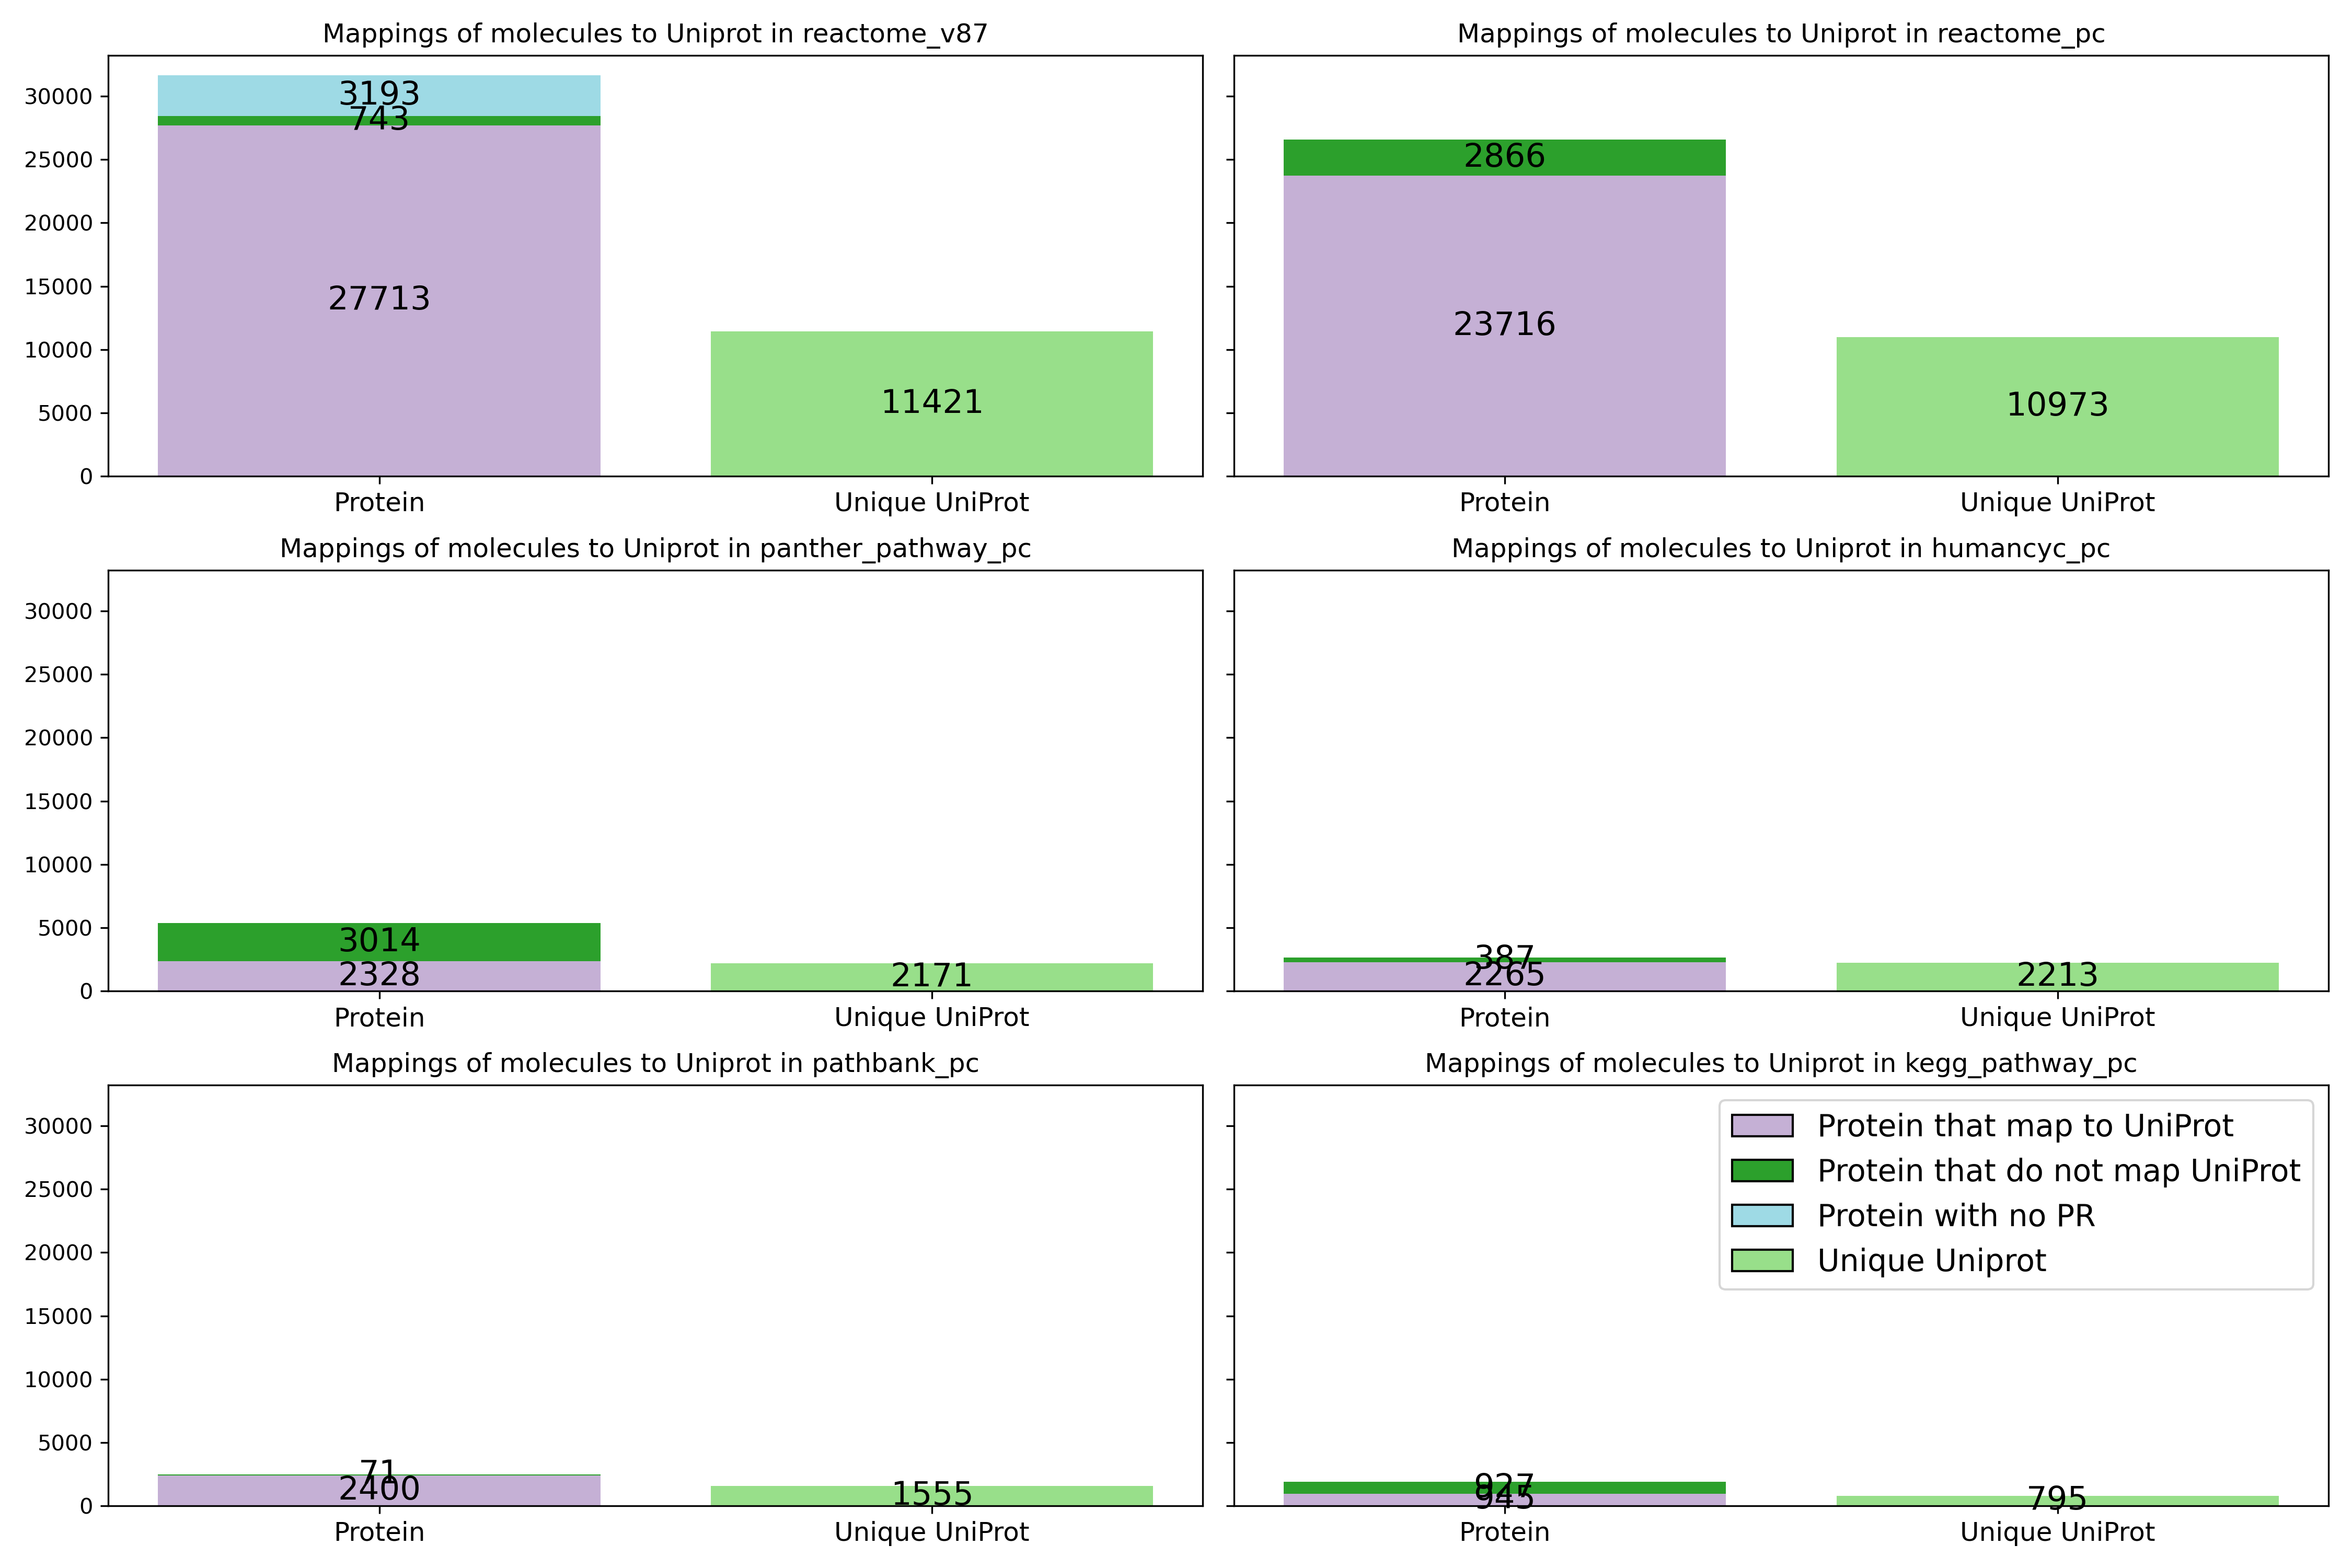 Mappings of molecules to Uniprot in reactome_v87
30000
25000
20000
15000
10000
5000
0
3193
743
27713
11421
Protein
Unique UniProt
Mappings of molecules to Uniprot in reactome_pc
2866
23716
10973
Protein
Unique UniProt
Mappings of molecules to Uniprot in panther_pathway_pc
30000
25000
20000
15000
10000
5000
0
3014
2328
2171
Protein
Unique UniProt
Mappings of molecules to Uniprot in humancyc_pc
387
2265
2213
Protein
Unique UniProt
Mappings of molecules to Uniprot in pathbank_pc
30000
25000
20000
15000
10000
5000
0
71
2400
1555
Protein
Unique UniProt
Mappings of molecules to Uniprot in kegg_pathway_pc
Protein that map to UniProt
Protein that do not map UniProt
Protein with no PR
Unique Uniprot
927
945
795
Protein
Unique UniProt